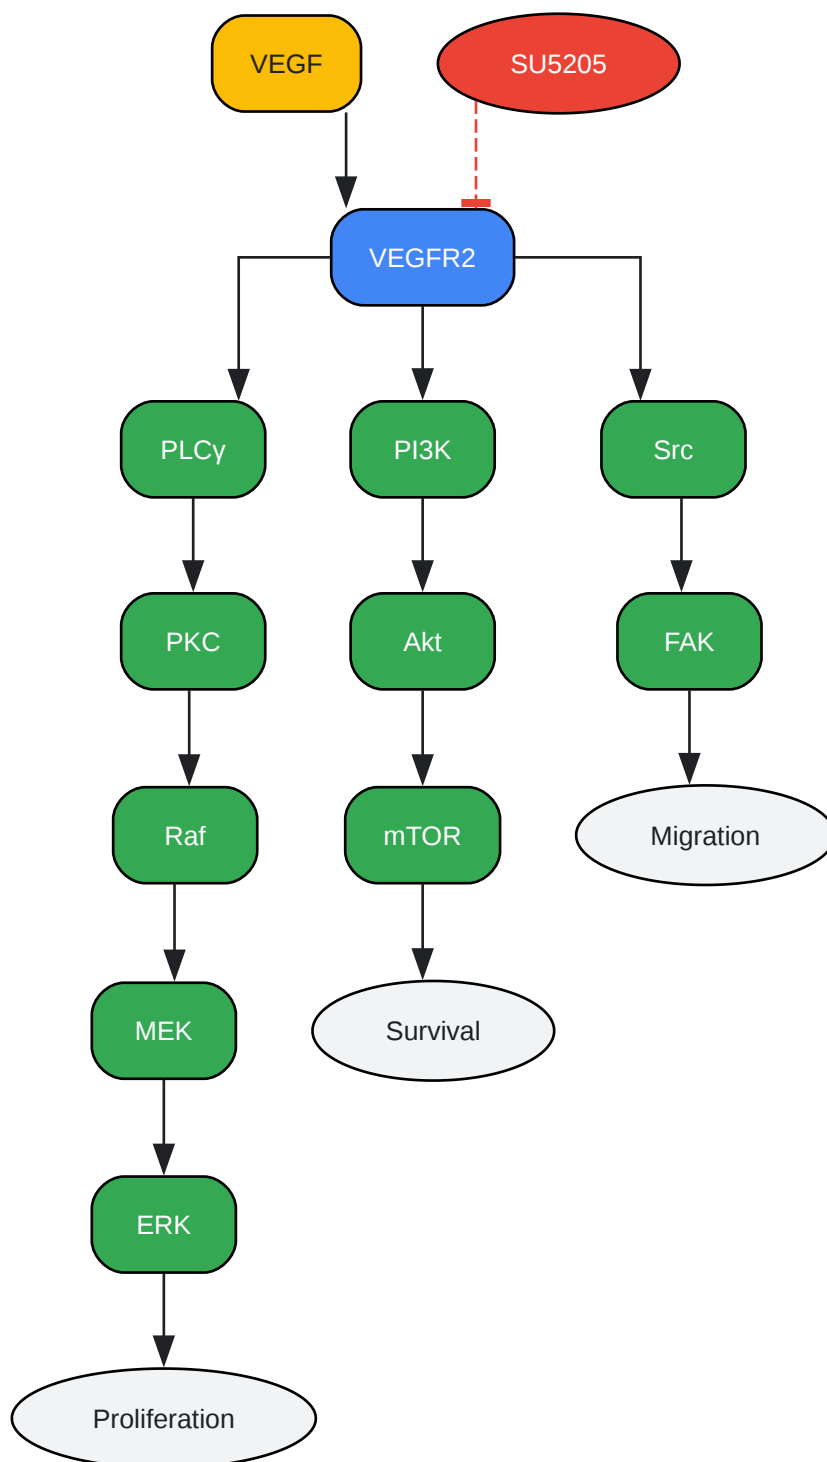 VEGF
SU5205
VEGFR2
PLCγ
PI3K
Src
PKC
Akt
FAK
Raf
mTOR
Migration
MEK
Survival
ERK
Proliferation